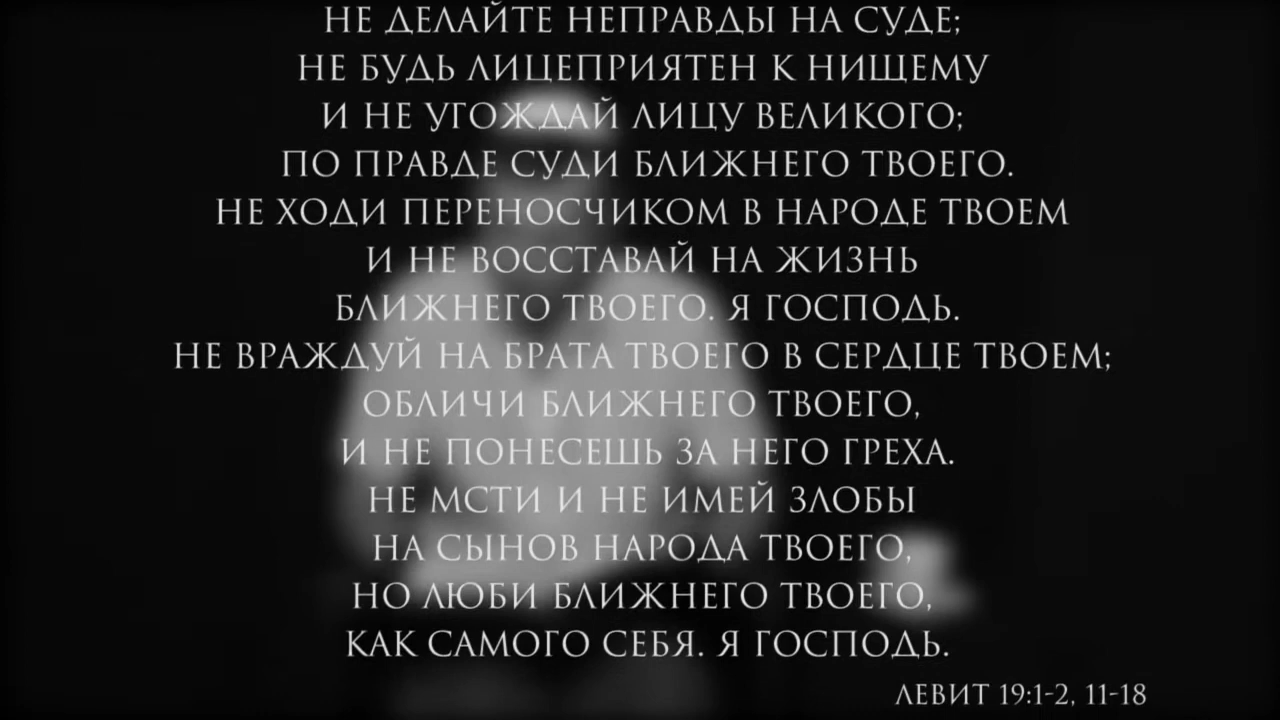 НЕ ДЕЛАЙТЕ НЕПРАВДЫ НА СУДЕ;
НЕ БУДЬ ЛИЦЕПРИЯТЕН К НИЩЕМУ
И НЕ УГОЖДАЙ ЛИЦУ ВЕЛИКОГО;
ПО ПРАВДЕ СУДИ БЛИЖНЕГО ТВОЕГО.
НЕ ХОДИ ПЕРЕНОСЧИКОМ В НАРОДЕ ТВОЕМ
И НЕ ВОССТАВАЙ НА ЖИЗНЬ
БЛИЖНЕГО ТВОЕГО. Я ГОСПОДЬ.
НЕ ВРАЖДУЙ НА БРАТА ТВОЕГО В СЕРДЦЕ ТВОЕМ;
ОБЛИЧИ БЛИЖНЕГО ТВОЕГО,
И НЕ ПОНЕСЕШЬ ЗА НЕГО ГРЕХА.
НЕ МСТИ И НЕ ИМЕЙ ЗЛОБЫ
НА СЫНОВ НАРОДА ТВОЕГО,
НО ЛЮБИ БЛИЖНЕГО ТВОЕГО,
КАК САМОГО СЕБЯ. Я ГОСПОДЬ.
ЛЕВИТ 19:1-2, 11-18